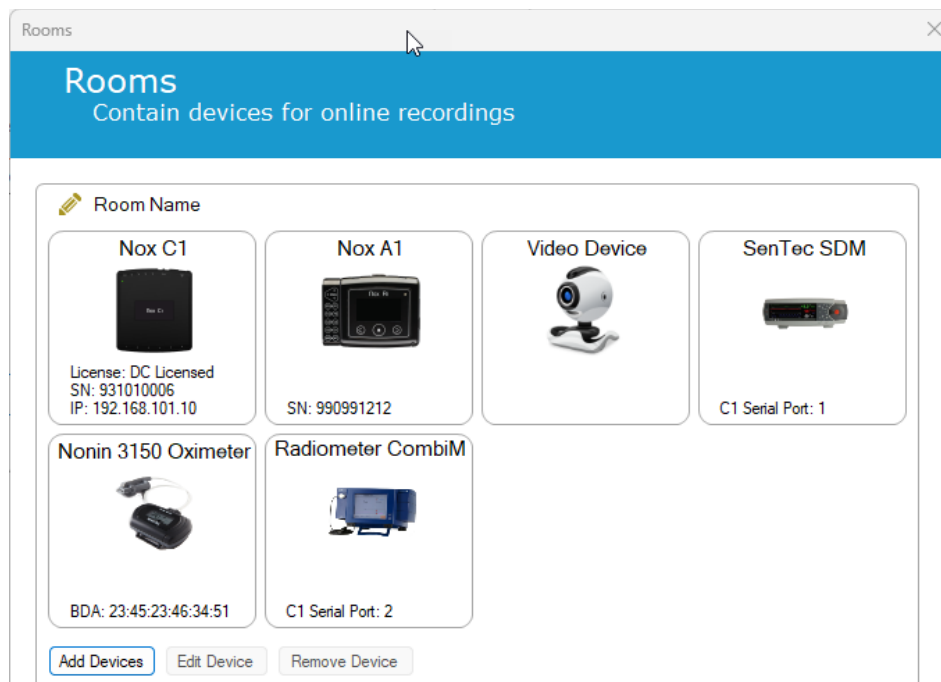 Rooms
Rooms
Contain devices for online recordings
Room Name
Nox C1
Nox C1
License: DC Licensed
SN: 931010006
IP: 192.168.101.10
Nox A1
SN: 990991212
Video Device
SenTec SDM
C1 Serial Port: 1
Nonin 3150 Oximeter
BDA: 23:45:23:46:34:51
Radiometer CombiM
C1 Serial Port: 2
Add Devices
Edit Device
Remove Device